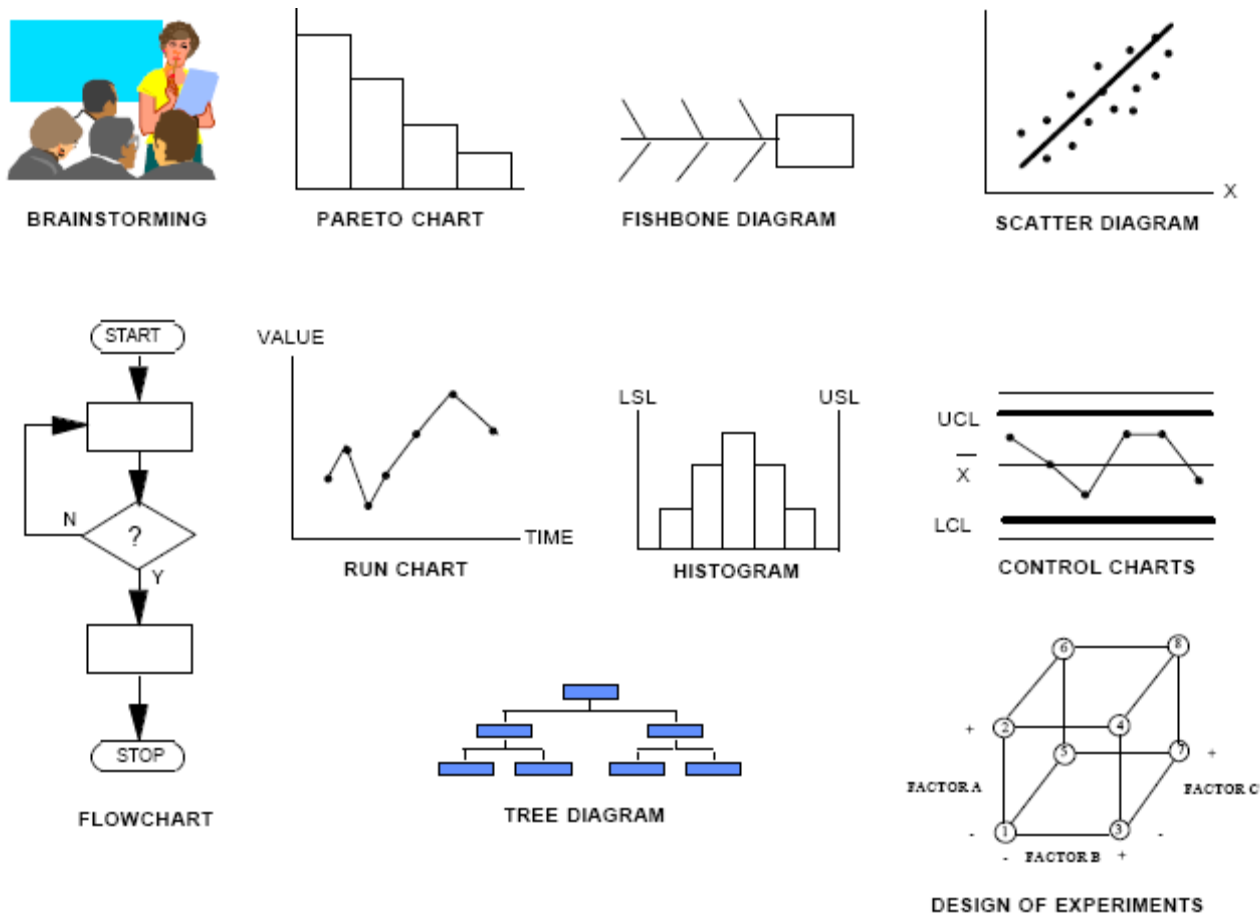 BRAINSTORMING
PARETO CHART
FISHBONE DIAGRAM
X
SCATTER DIAGRAM
START
?
N
Y
STOP
FLOWCHART
VALUE
TIME
RUN CHART
LSL
USL
HISTOGRAM
UCL
X̅
LCL
CONTROL CHARTS
TREE DIAGRAM
6
8
+
2
4
5
7
+
FACTOR A
FACTOR C
-
1
3
-
-
FACTOR B
+
DESIGN OF EXPERIMENTS